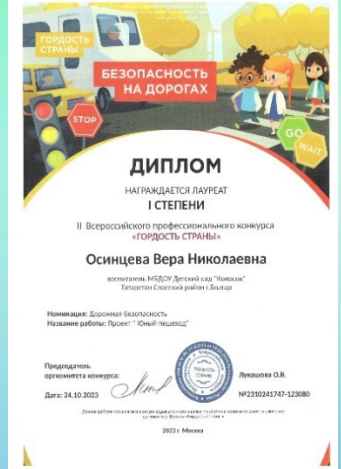 ГОРДОСТЬ
СТРАНЫ
БЕЗОПАСНОСТЬ
НА ДОРОГАХ
STOP
GO
WAIT
ДИПЛОМ
НАГРАЖДАЕТСЯ ЛАУРЕАТ
I СТЕПЕНИ
II Всероссийского профессионального конкурса
«ГОРДОСТЬ СТРАНЫ»
Осинцева Вера Николаевна
воспитатель МБДОУ Детский сад "Колосок"
Татарстан Спасский район г.Болгар
Номинация: Дорожная безопасность
Название работы: Проект " Юный пешеход"
Председатель
оргкомитета конкурса:
Лукашова О.В.
Дата: 24.10.2023
№2310241747-123080
ГОРДОСТЬ
СТРАНЫ
2023 г. Москва